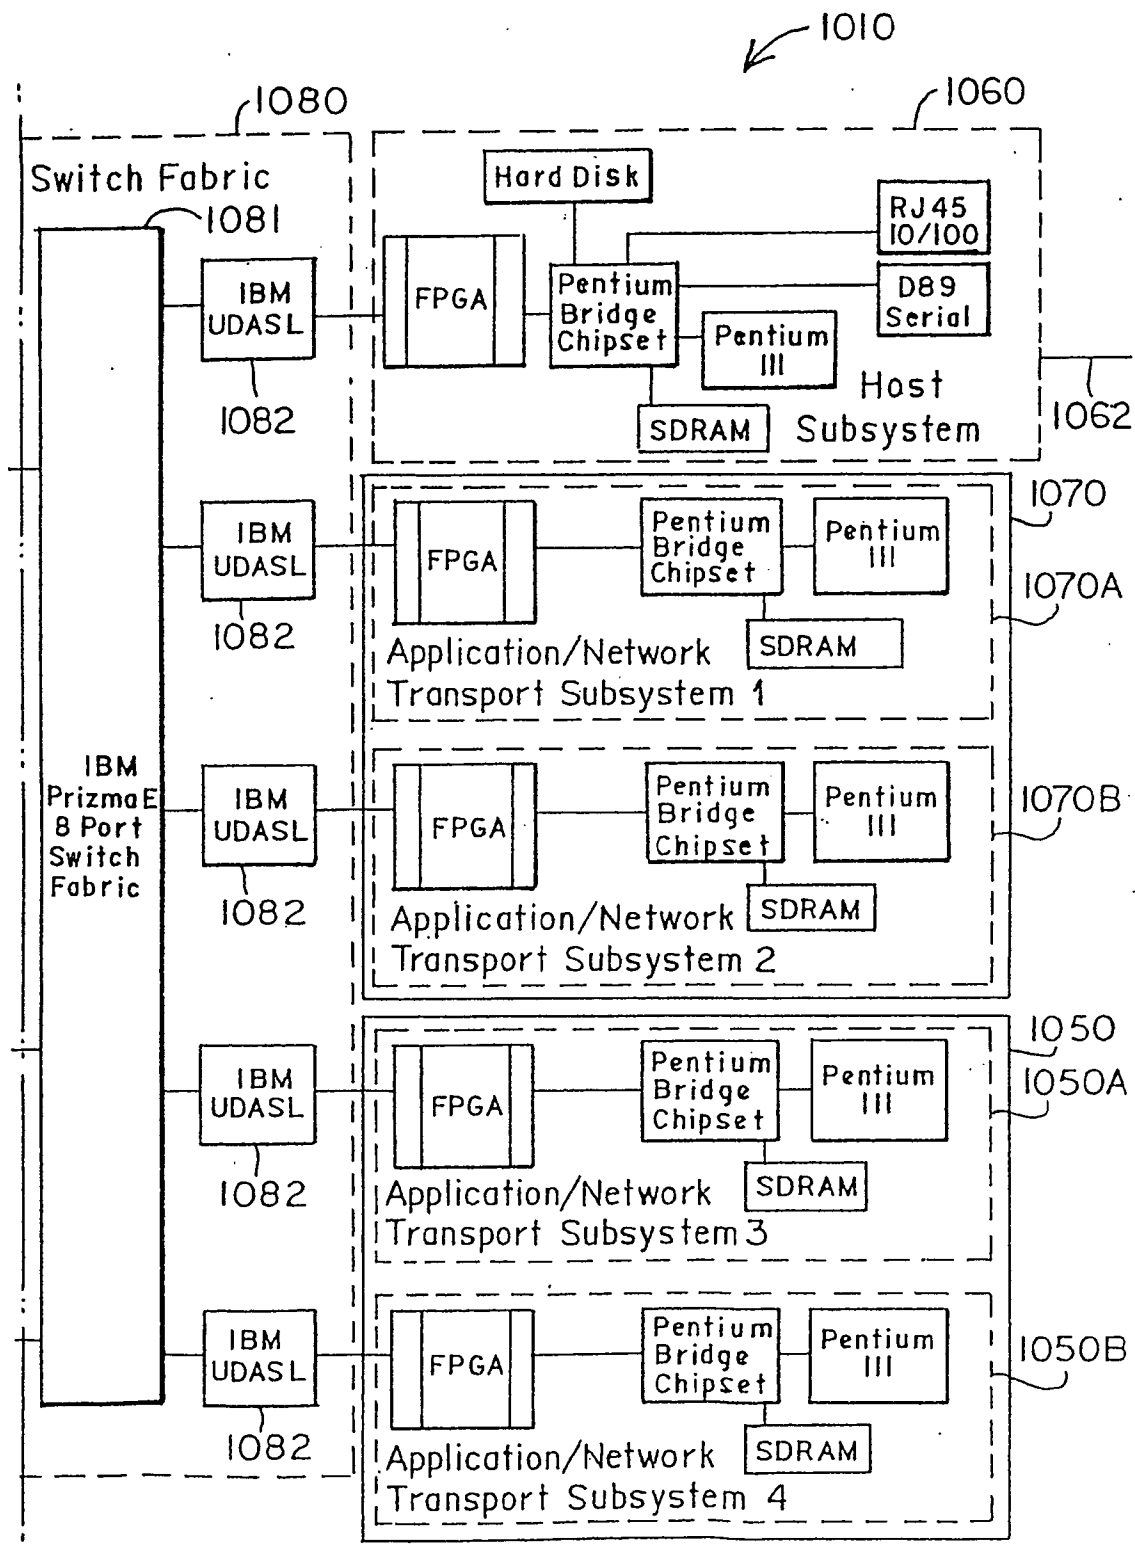 1010
1080
1060
Switch Fabric
1081
Hard Disk
RJ45
10/100
IBM
UDASL
FPGA
Pentium
Bridge
Chipset
D89
Serial
Pentium
III
1082
SDRAM
Host
Subsystem
1062
1070
IBM
UDASL
FPGA
Pentium
Bridge
Chipset
Pentium
III
1070A
1082
SDRAM
Application/Network
Transport Subsystem 1
IBM
PrizmaE
8 Port
Switch
Fabric
IBM
UDASL
FPGA
Pentium
Bridge
Chipset
Pentium
III
1070B
1082
SDRAM
Application/Network
Transport Subsystem 2
1050
IBM
UDASL
FPGA
Pentium
Bridge
Chipset
Pentium
III
1050A
1082
SDRAM
Application/Network
Transport Subsystem 3
IBM
UDASL
FPGA
Pentium
Bridge
Chipset
Pentium
III
1050B
1082
SDRAM
Application/Network
Transport Subsystem 4